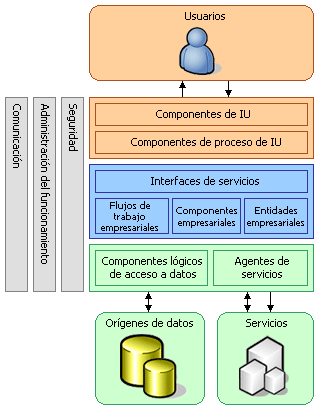 Usuarios
Comunicación
Administración del funcionamiento
Seguridad
Componentes de IU
Componentes de proceso de IU
Interfaces de servicios
Flujos de
trabajo
empresariales
Componentes
empresariales
Entidades
empresariales
Componentes lógicos
de acceso a datos
Agentes de
servicios
Orígenes de datos
Servicios